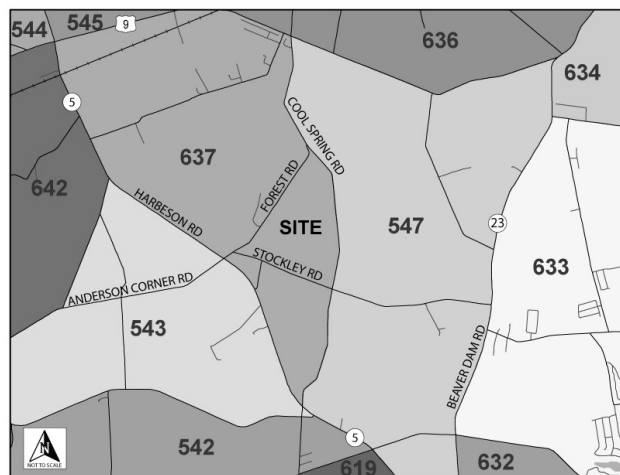 544
545
9
636
634
5
COOL SPRING RD
637
642
FOREST RD
HARBESON RD
SITE
547
23
STOCKLEY RD
633
ANDERSON CORNER RD
543
BEAVER DAM RD
N
NOT TO SCALE
542
5
619
632